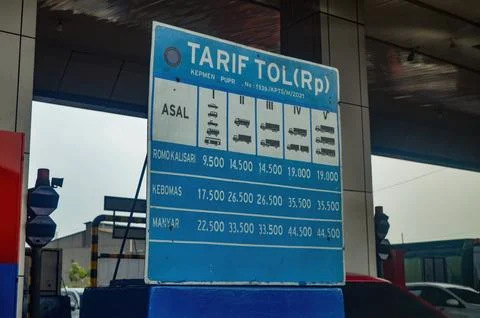 TARIF TOL(Rp)
KEPMEN PUPR . No : 1536/KPTS/M/2021
ASAL I II III IV V
ROMOKALISARI 9.500 14.500 14.500 19.000 19.000
KEBOMAS 17.500 26.500 26.500 35.500 35.500
MANYAR 22.500 33.500 33.500 44.500 44.500